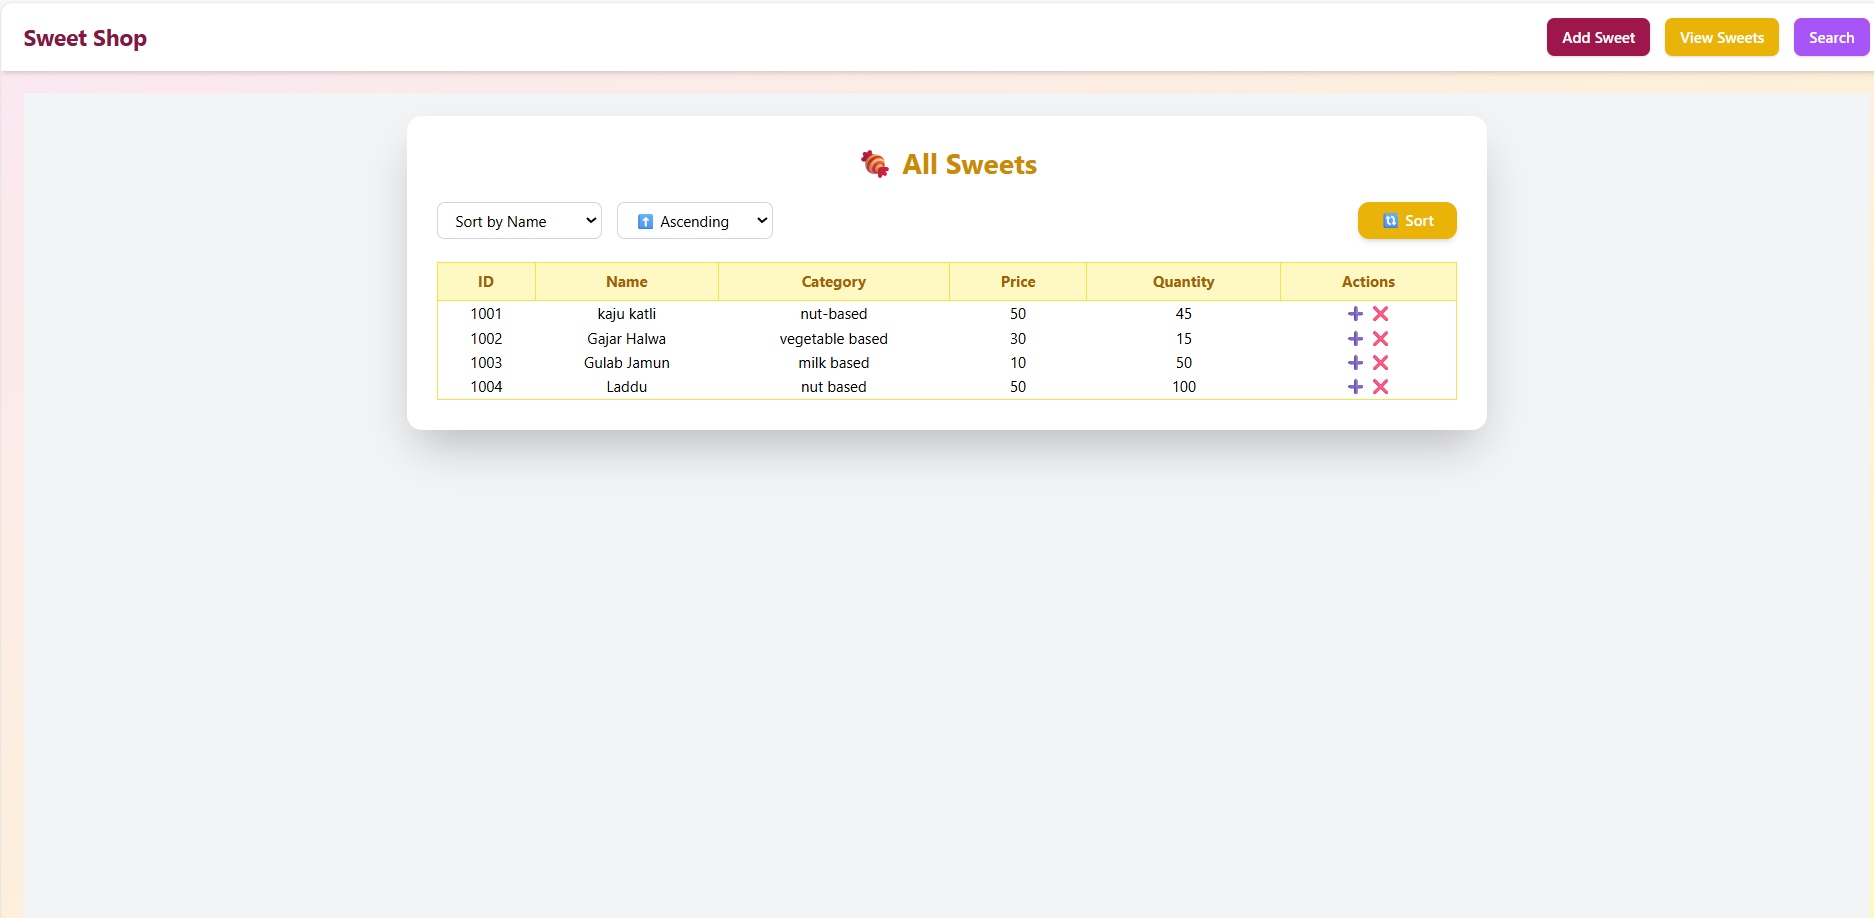 Sweet Shop
Add Sweet View Sweets Search
All Sweets
Sort by Name Ascending Sort
ID Name Category Price Quantity Actions
1001 kaju katli nut-based 50 45
1002 Gajar Halwa vegetable based 30 15
1003 Gulab Jamun milk based 10 50
1004 Laddu nut based 50 100